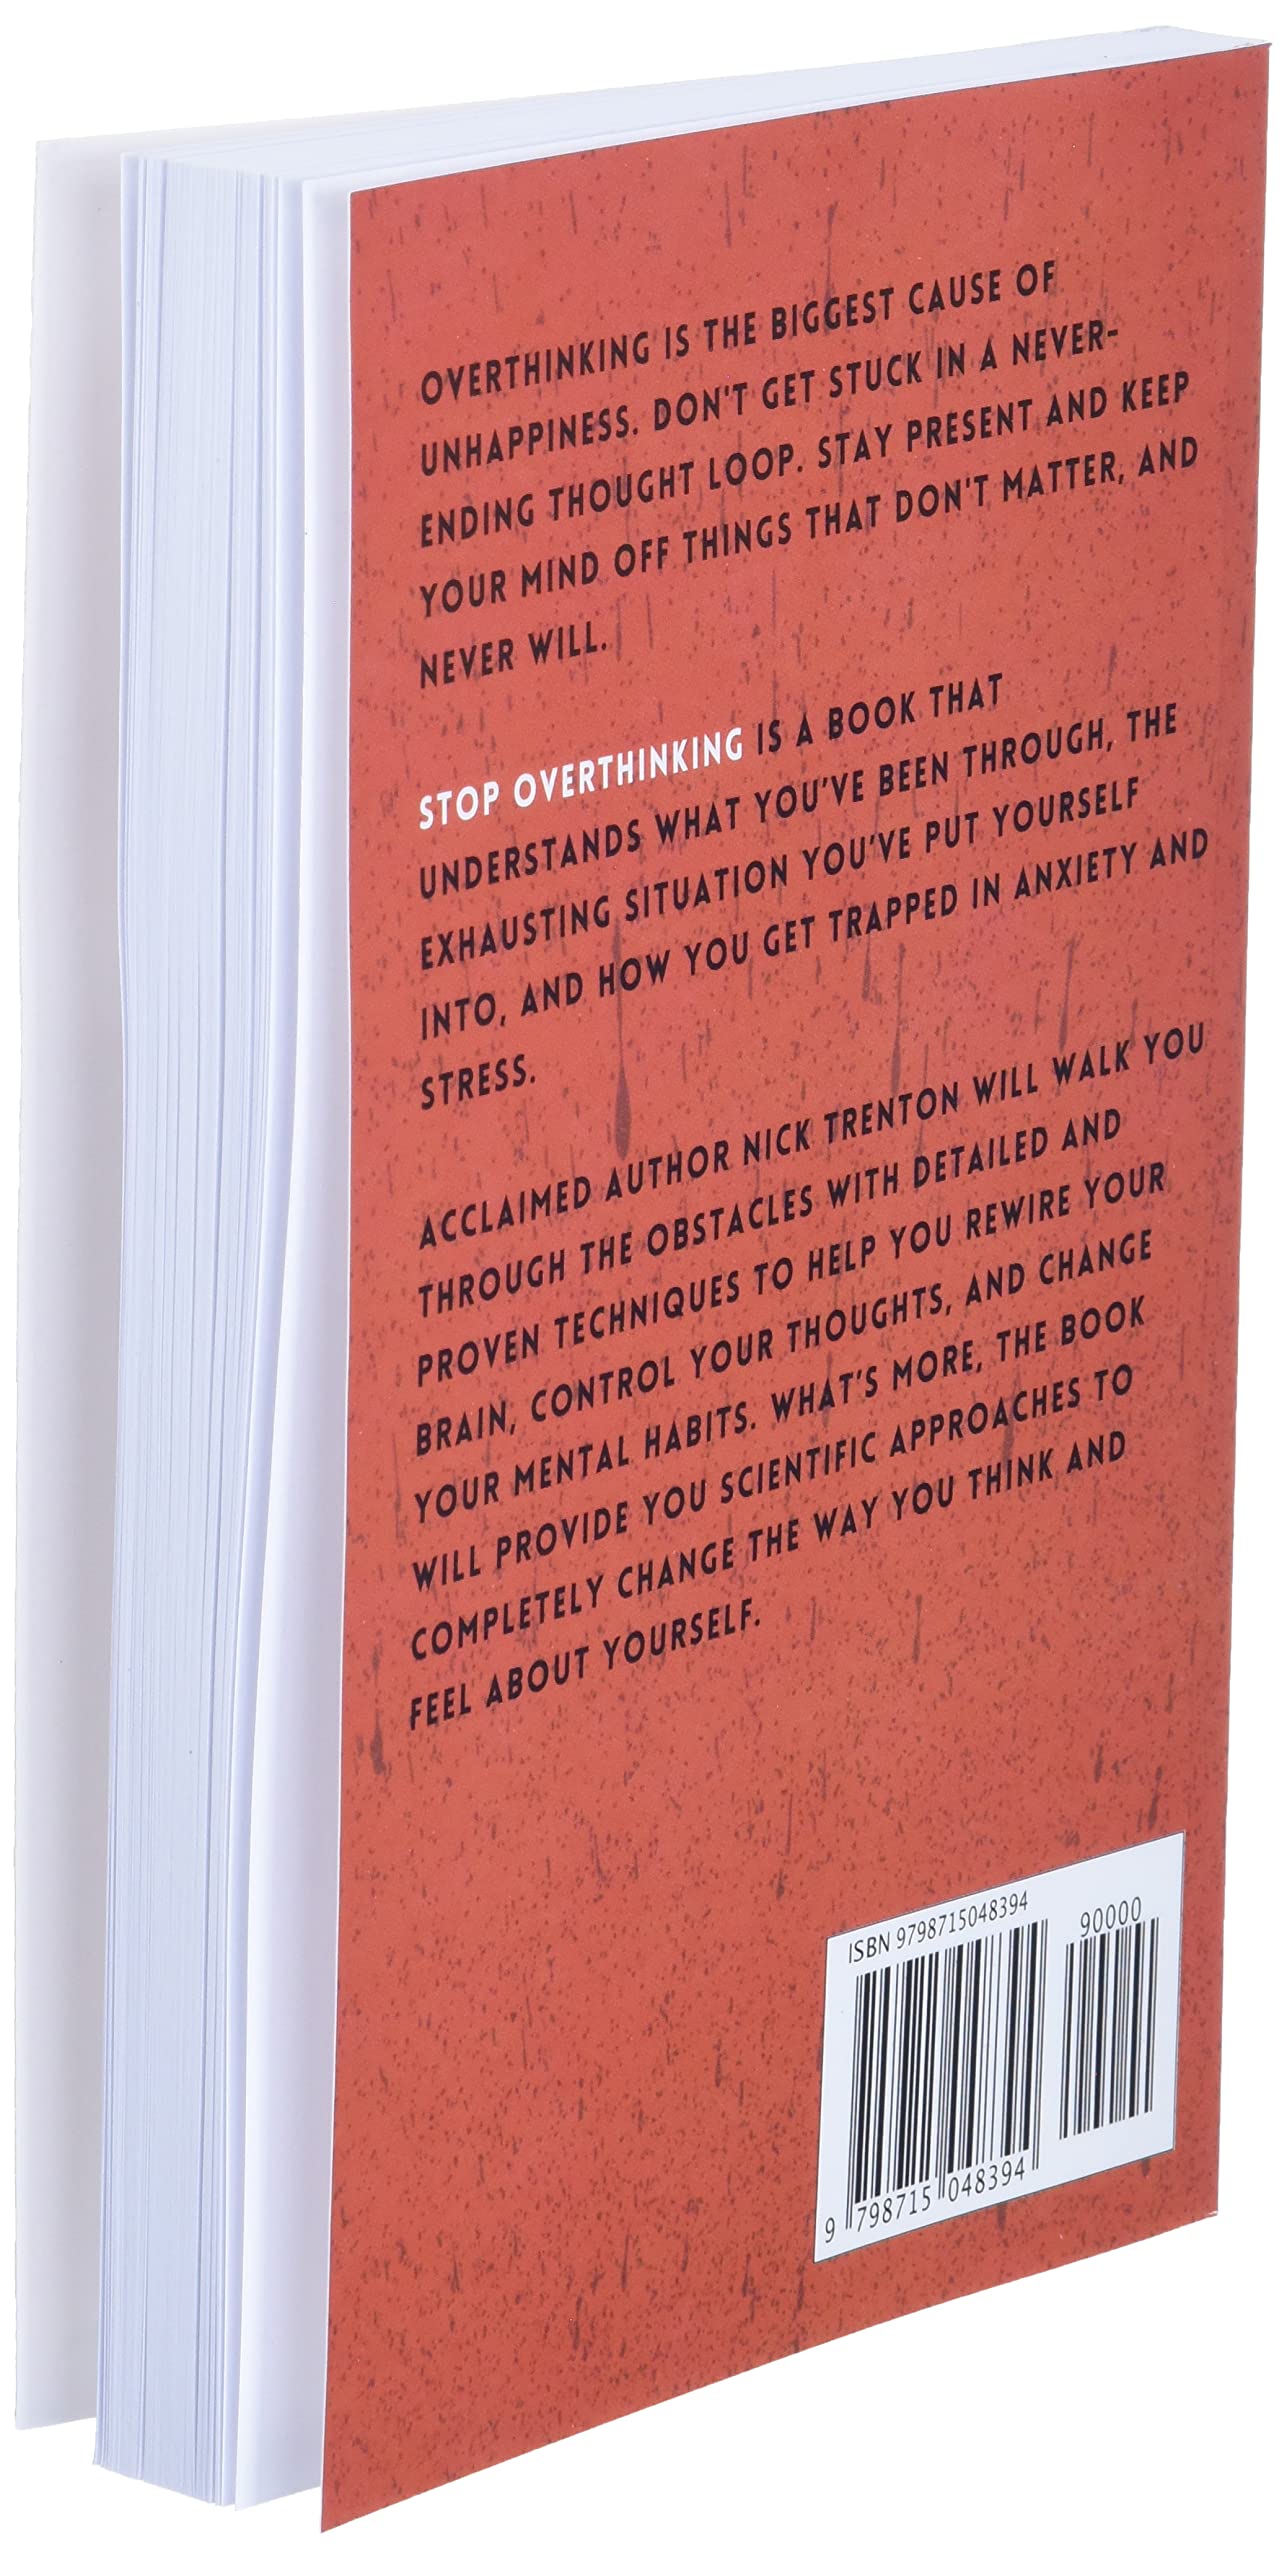 OVERTHINKING IS THE BIGGEST CAUSE OF
UNHAPPINESS. DON'T GET STUCK IN A NEVER-
ENDING THOUGHT LOOP. STAY PRESENT AND KEEP
YOUR MIND OFF THINGS THAT DON'T MATTER, AND
NEVER WILL.
STOP OVERTHINKING IS A BOOK THAT
UNDERSTANDS WHAT YOU'VE BEEN THROUGH, THE
EXHAUSTING SITUATION YOU'VE PUT YOURSELF
INTO, AND HOW YOU GET TRAPPED IN ANXIETY AND
STRESS.
ACCLAIMED AUTHOR NICK TRENTON WILL WALK YOU
THROUGH THE OBSTACLES WITH DETAILED AND
PROVEN TECHNIQUES TO HELP YOU REWIRE YOUR
BRAIN, CONTROL YOUR THOUGHTS, AND CHANGE
YOUR MENTAL HABITS. WHAT'S MORE, THE BOOK
WILL PROVIDE YOU SCIENTIFIC APPROACHES TO
COMPLETELY CHANGE THE WAY YOU THINK AND
FEEL ABOUT YOURSELF.
ISBN 9798715048394
90000
9 798715 048394